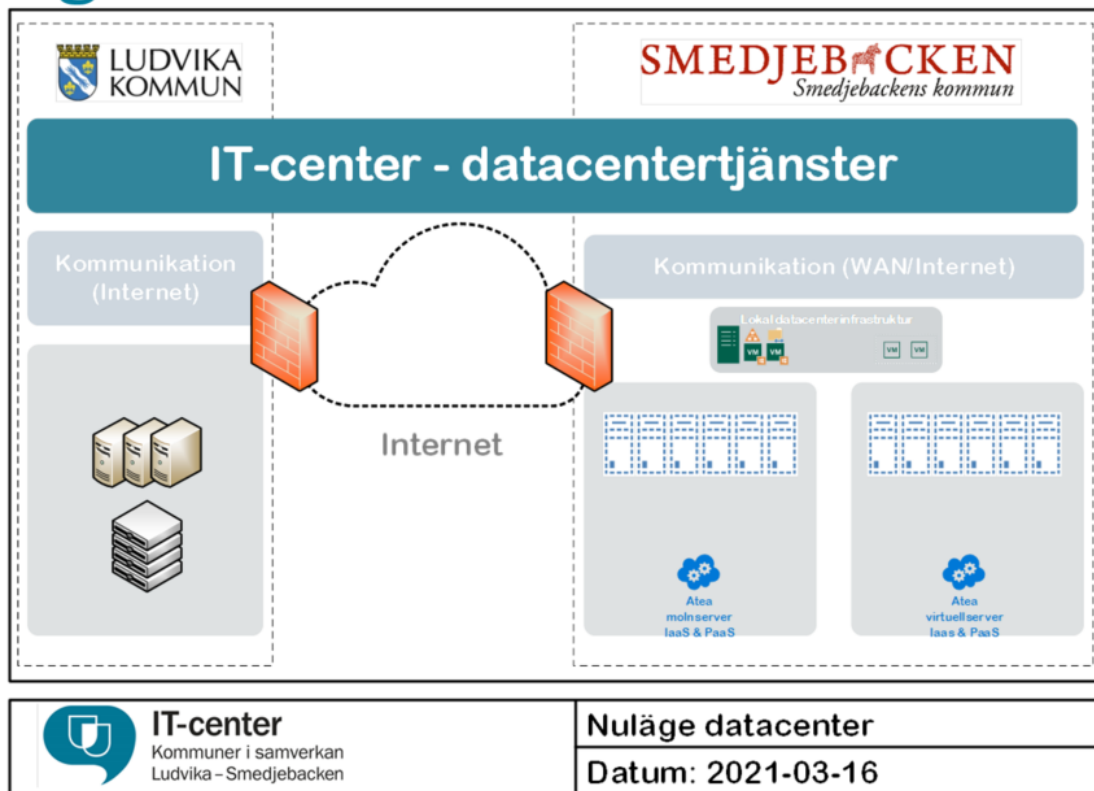 LUDVIKA
KOMMUN
SMEDJEBACKEN
Smedjebackens kommun
IT-center - datacentertjänster
Kommunikation
(Internet)
Kommunikation (WAN/Internet)
Lokal datacenterinfrastruktur
VM
VM
VM
VM
Internet
Atea
molnserver
IaaS & PaaS
Atea
virtuell server
Iaas & PaaS
IT-center
Kommuner i samverkan
Ludvika – Smedjebacken
Nuläge datacenter
Datum: 2021-03-16